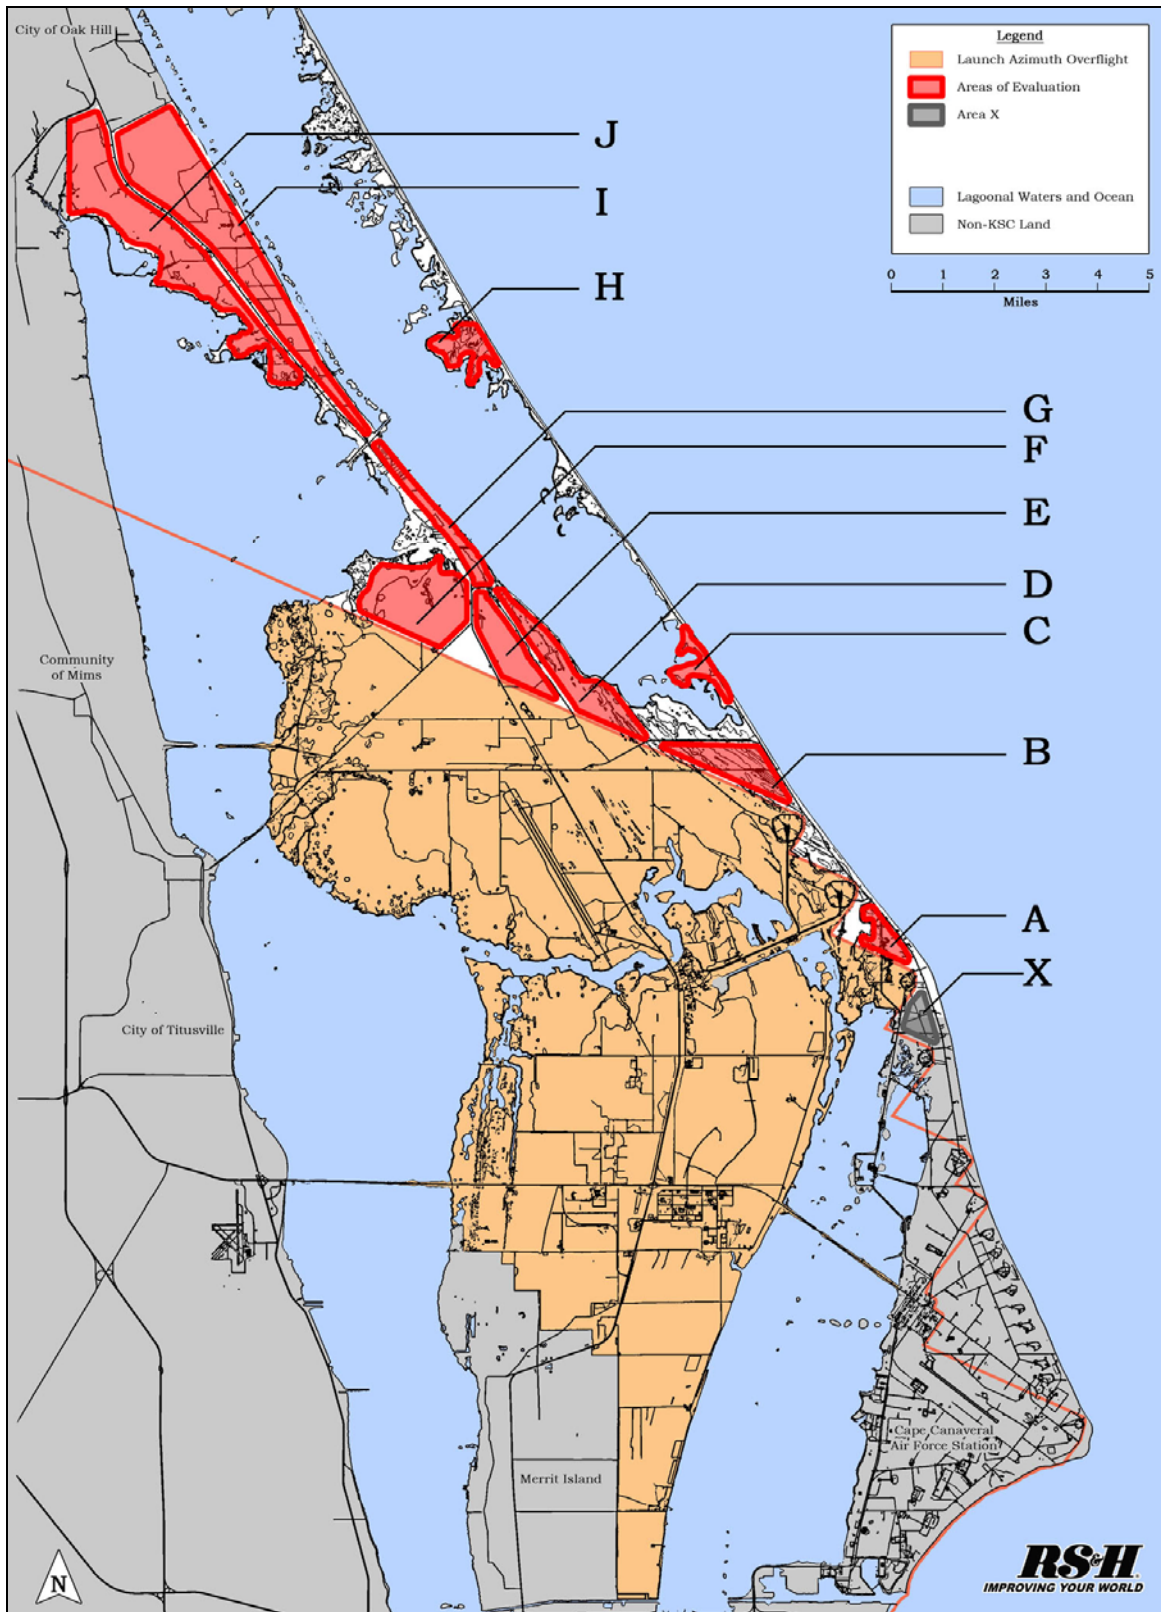 City of Oak Hill
Legend
Launch Azimuth Overflight
Areas of Evaluation
Area X
Lagoonal Waters and Ocean
Non-KSC Land
0 1 2 3 4 5
Miles
J
I
H
G
F
E
D
C
B
A
X
Community
of Mims
City of Titusville
Merrit Island
Cape Canaveral
Air Force Station
N
RS&H
IMPROVING YOUR WORLD